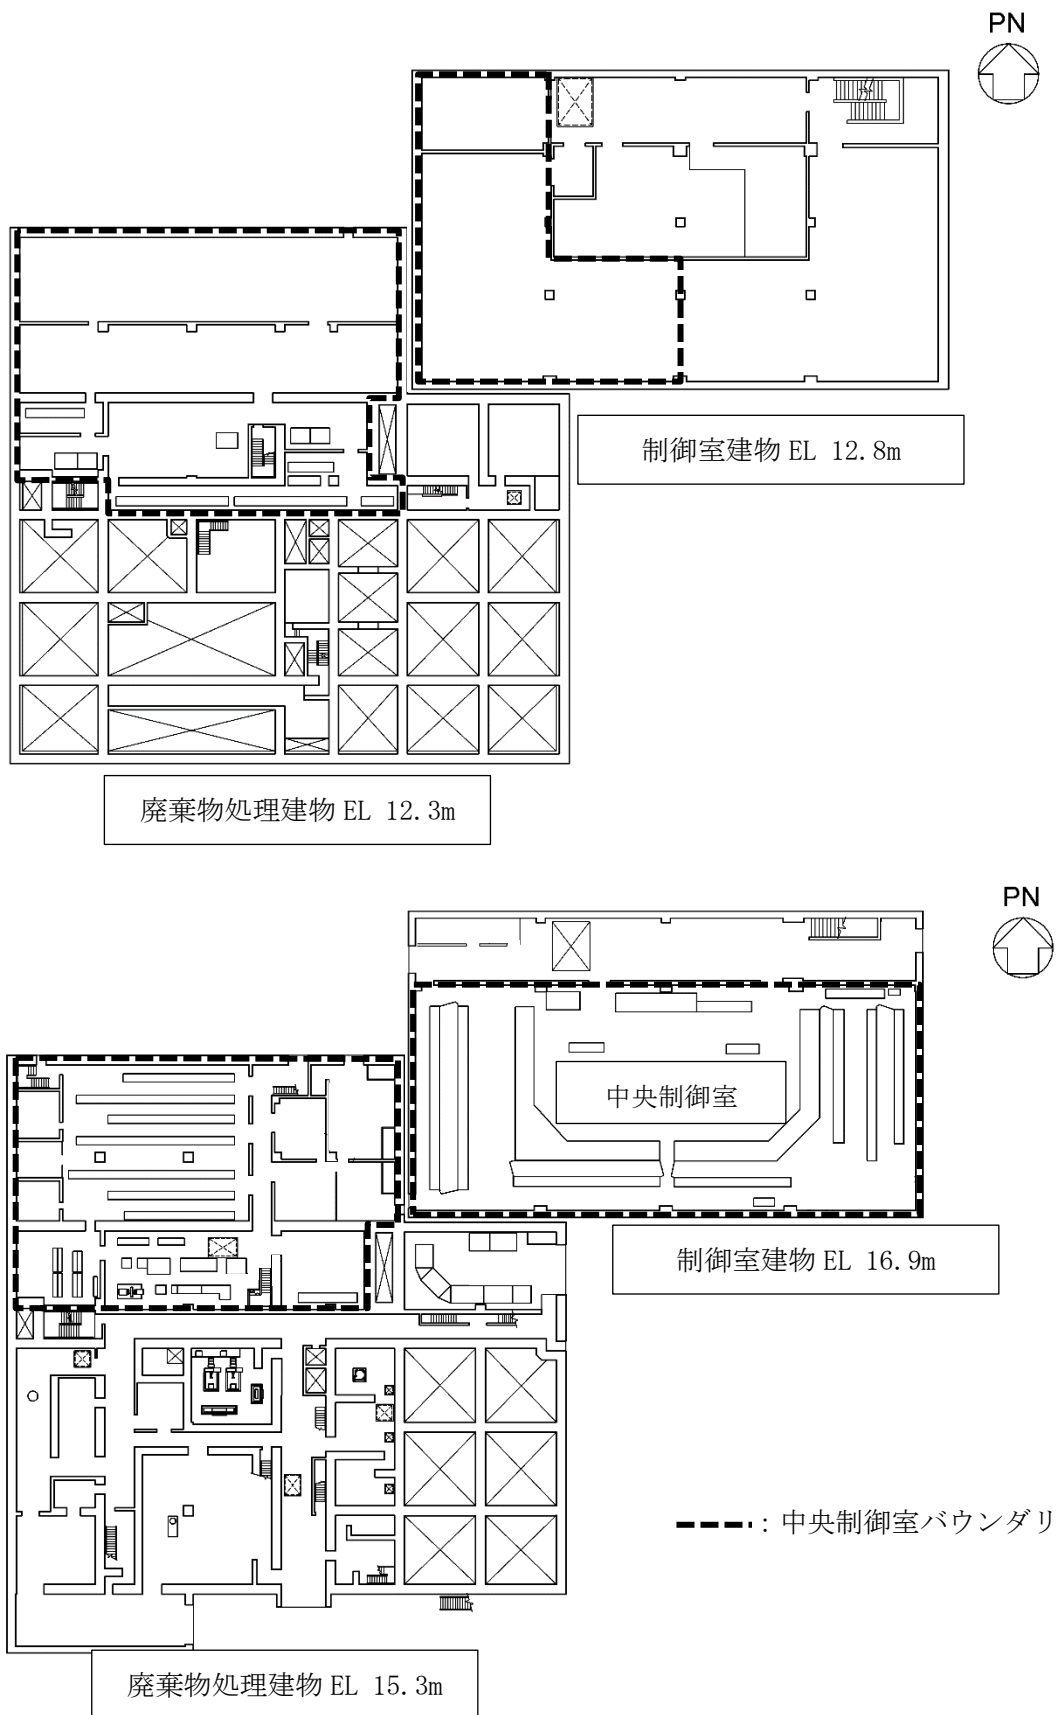 PN
制御室建物 EL 12.8m
廃棄物処理建物 EL 12.3m
PN
中央制御室
制御室建物 EL 16.9m
:中央制御室バウンダリ
廃棄物処理建物 EL 15.3m